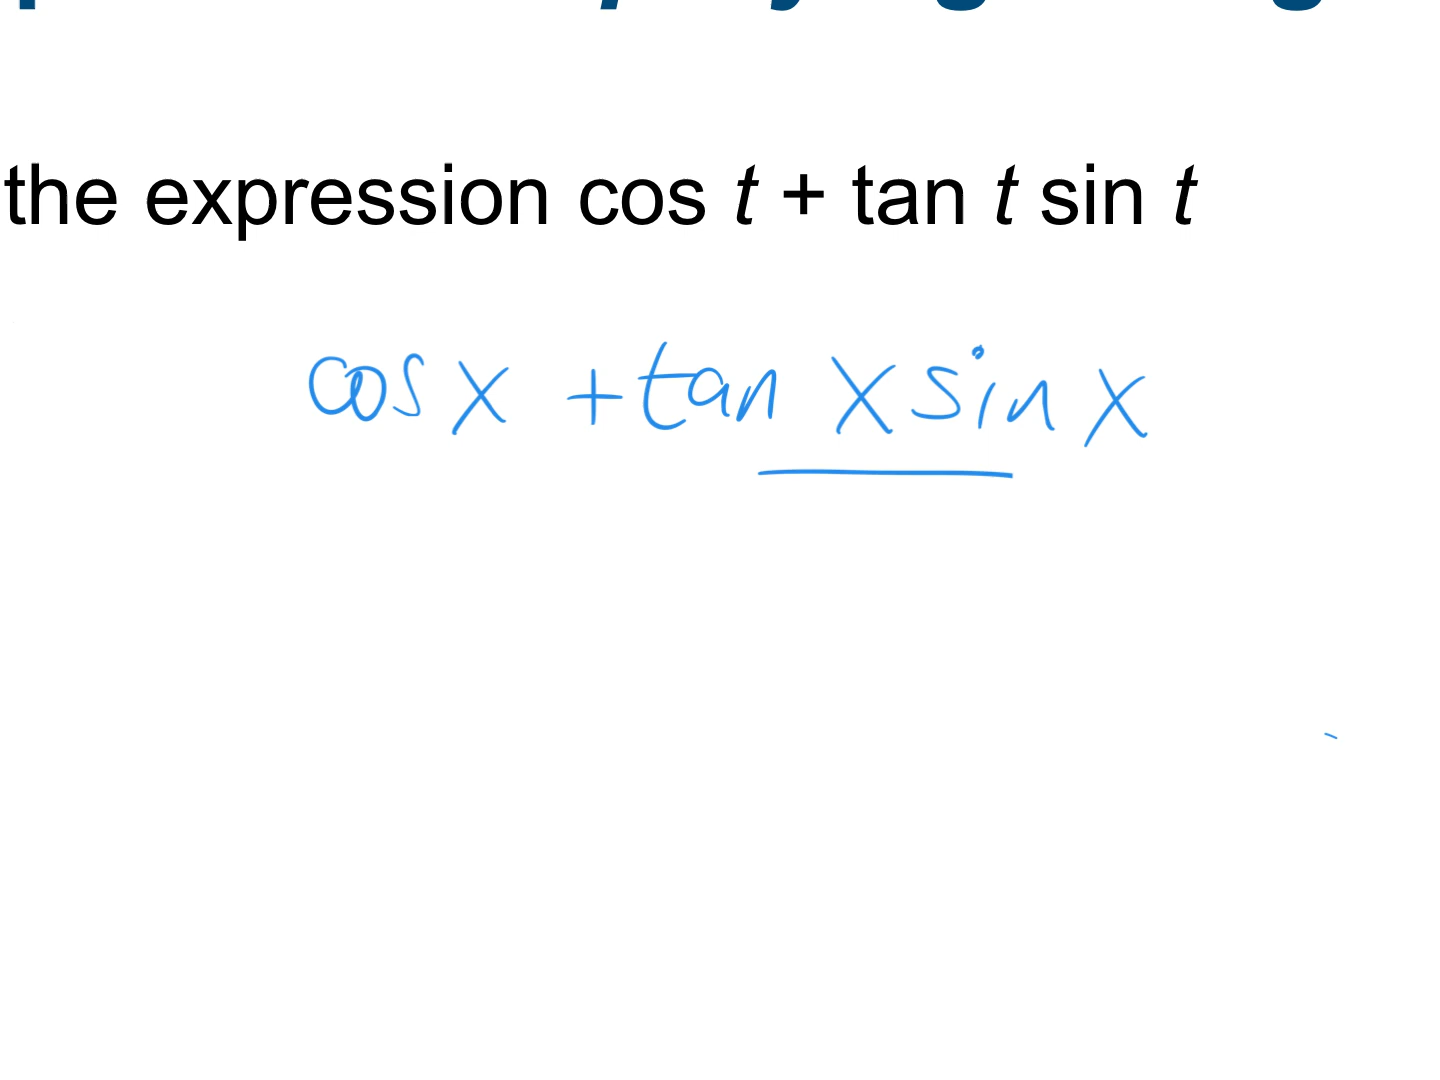 the expression cos t + tan t sin t
cos x + tan x sin x